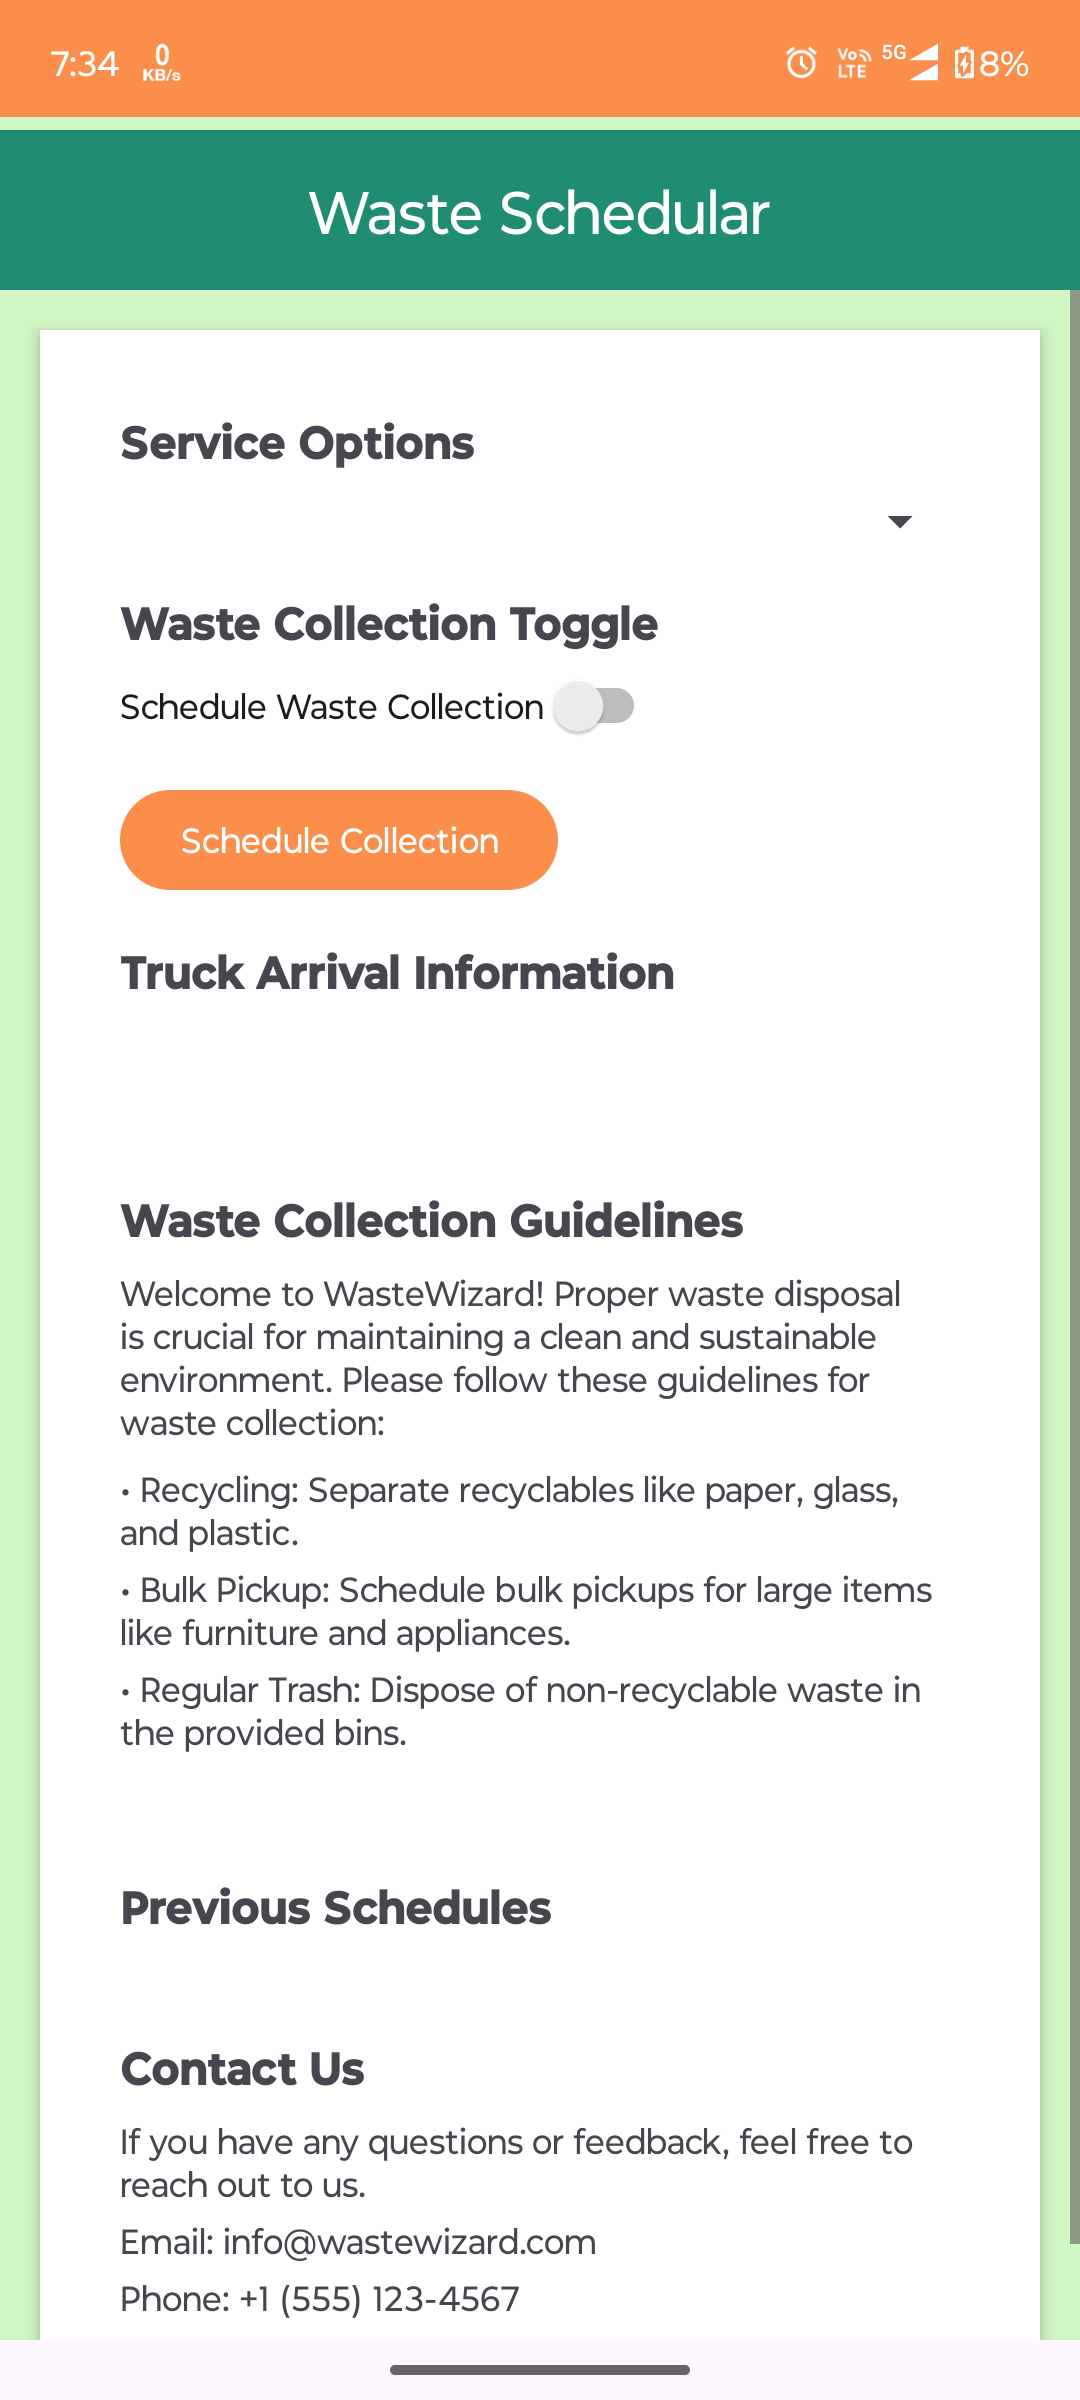 7:34 0 KB/s VoLTE 5G 8%
Waste Schedular
Service Options
Waste Collection Toggle
Schedule Waste Collection
Schedule Collection
Truck Arrival Information
Waste Collection Guidelines
Welcome to WasteWizard! Proper waste disposal
is crucial for maintaining a clean and sustainable
environment. Please follow these guidelines for
waste collection:
• Recycling: Separate recyclables like paper, glass,
and plastic.
• Bulk Pickup: Schedule bulk pickups for large items
like furniture and appliances.
• Regular Trash: Dispose of non-recyclable waste in
the provided bins.
Previous Schedules
Contact Us
If you have any questions or feedback, feel free to
reach out to us.
Email: info@wastewizard.com
Phone: +1 (555) 123-4567